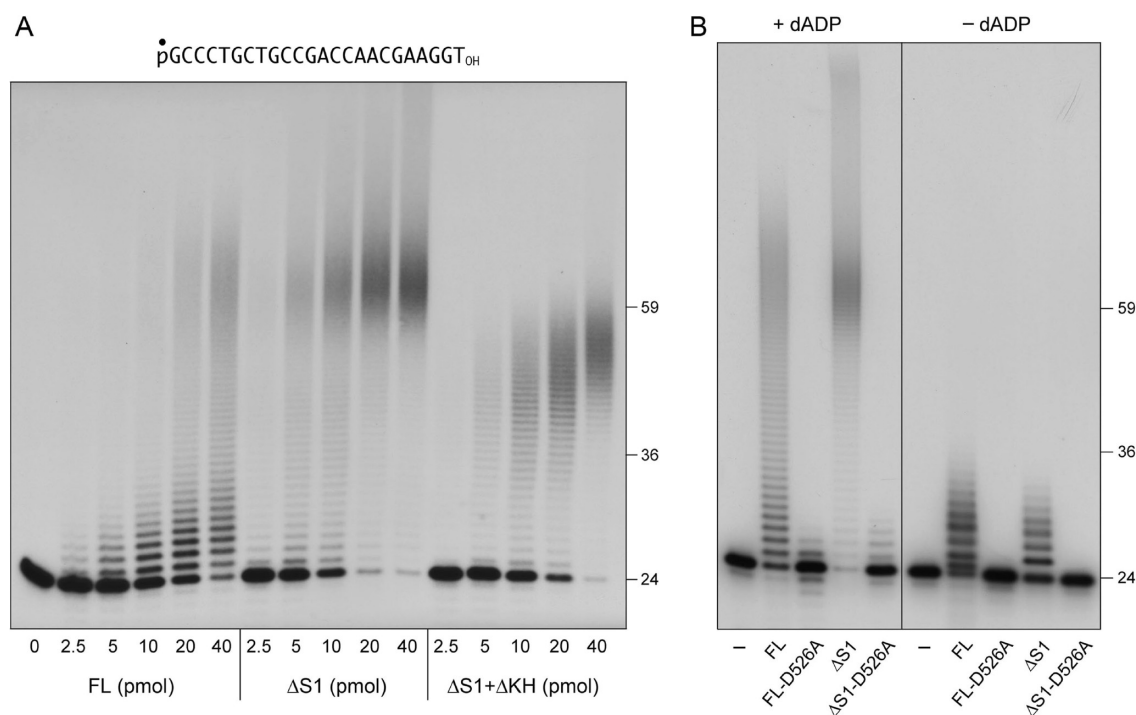 A
pGCCCTGCTGCCGACCAACGAAGGTOH
59
36
24
0 2.5 5 10 20 40 2.5 5 10 20 40 2.5 5 10 20 40
FL (pmol) ΔS1 (pmol) ΔS1+ΔKH (pmol)
B
+ dADP – dADP
59
36
24
– FL FL-D526A ΔS1 ΔS1-D526A – FL FL-D526A ΔS1 ΔS1-D526A